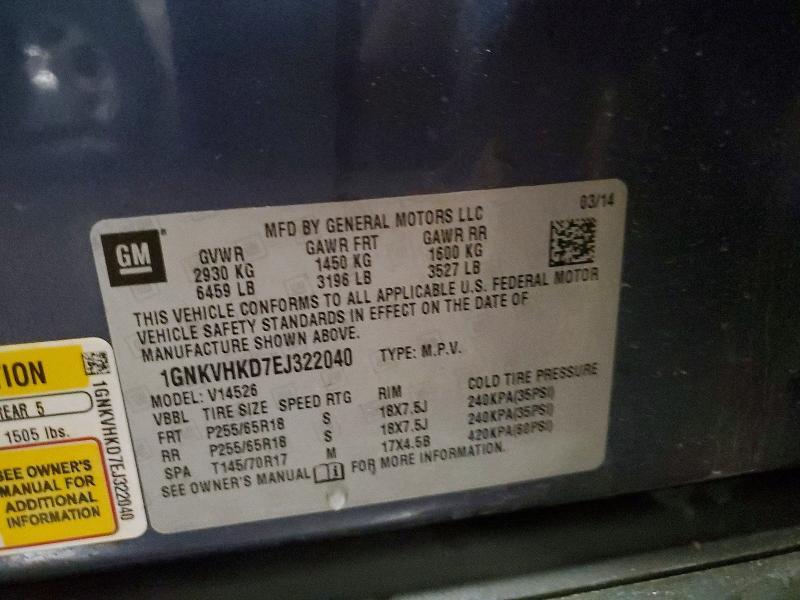 03/14
MFD BY GENERAL MOTORS LLC
GM
GVWR GAWR FRT GAWR RR
2930 KG 1450 KG 1600 KG
6459 LB 3196 LB 3527 LB
THIS VEHICLE CONFORMS TO ALL APPLICABLE U.S. FEDERAL MOTOR
VEHICLE SAFETY STANDARDS IN EFFECT ON THE DATE OF
MANUFACTURE SHOWN ABOVE.
1GNKVHKD7EJ322040 TYPE: M.P.V.
MODEL: V14526
VBBL TIRE SIZE SPEED RTG RIM COLD TIRE PRESSURE
FRT P255/65R18 S 18X7.5J 240KPA(35PSI)
RR P255/65R18 S 18X7.5J 240KPA(35PSI)
SPA T145/70R17 M 17X4.5B 420KPA(60PSI)
SEE OWNER'S MANUAL FOR MORE INFORMATION.
TION
REAR 5
1505 lbs.
SEE OWNER'S
MANUAL FOR
ADDITIONAL
INFORMATION
1GNKVHKD7EJ322040